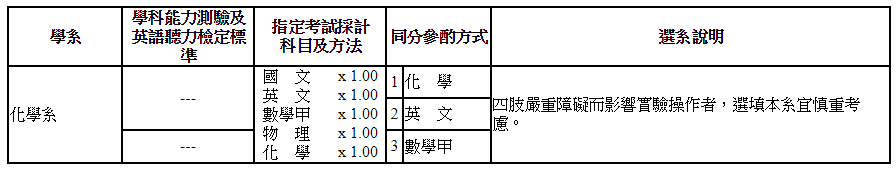 學系
學科能力測驗及
英語聽力檢定標
準
指定考試採計
科目及方法
同分參酌方式
選系說明
化學系
---
---
國　文　x 1.00
英　文　x 1.00
數學甲　x 1.00
物　理　x 1.00
化　學　x 1.00
1 化　學
2 英　文
3 數學甲
四肢嚴重障礙而影響實驗操作者，選填本系宜慎重考
慮。